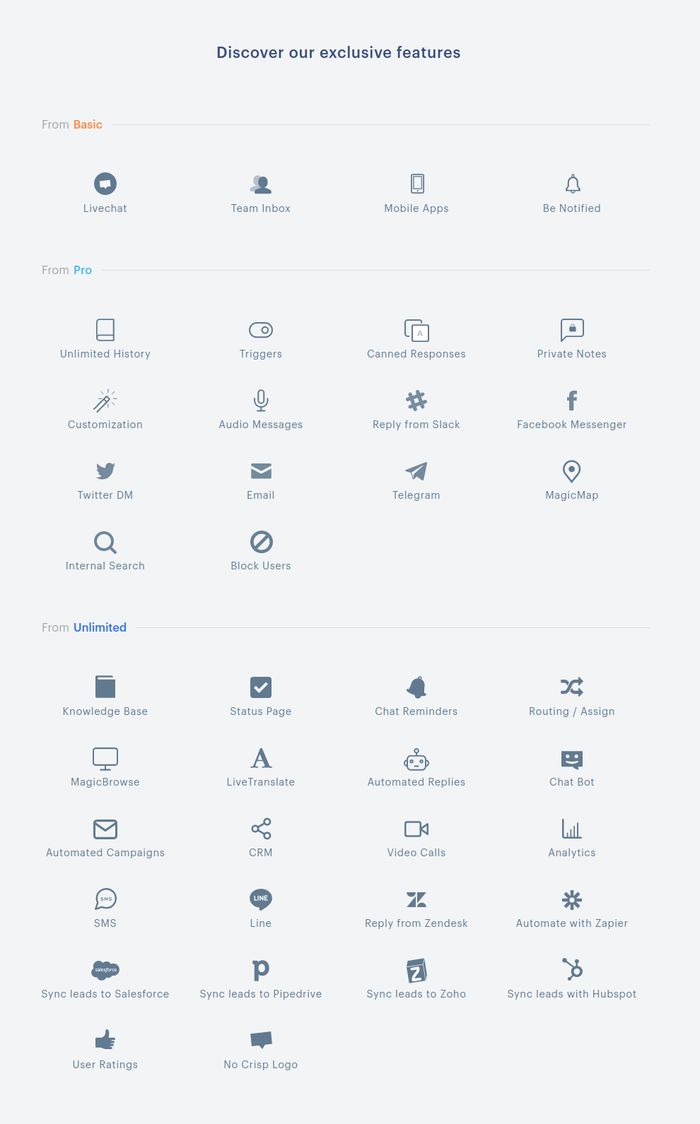 Discover our exclusive features
From Basic
Livechat Team Inbox Mobile Apps Be Notified
From Pro
Unlimited History Triggers Canned Responses Private Notes
A
Customization Audio Messages Reply from Slack Facebook Messenger
Twitter DM Email Telegram MagicMap
Internal Search Block Users
From Unlimited
Knowledge Base Status Page Chat Reminders Routing / Assign
A
MagicBrowse LiveTranslate Automated Replies Chat Bot
Automated Campaigns CRM Video Calls Analytics
SMS LINE
SMS Line Reply from Zendesk Automate with Zapier
salesforce p Z
Sync leads to Salesforce Sync leads to Pipedrive Sync leads to Zoho Sync leads with Hubspot
User Ratings No Crisp Logo